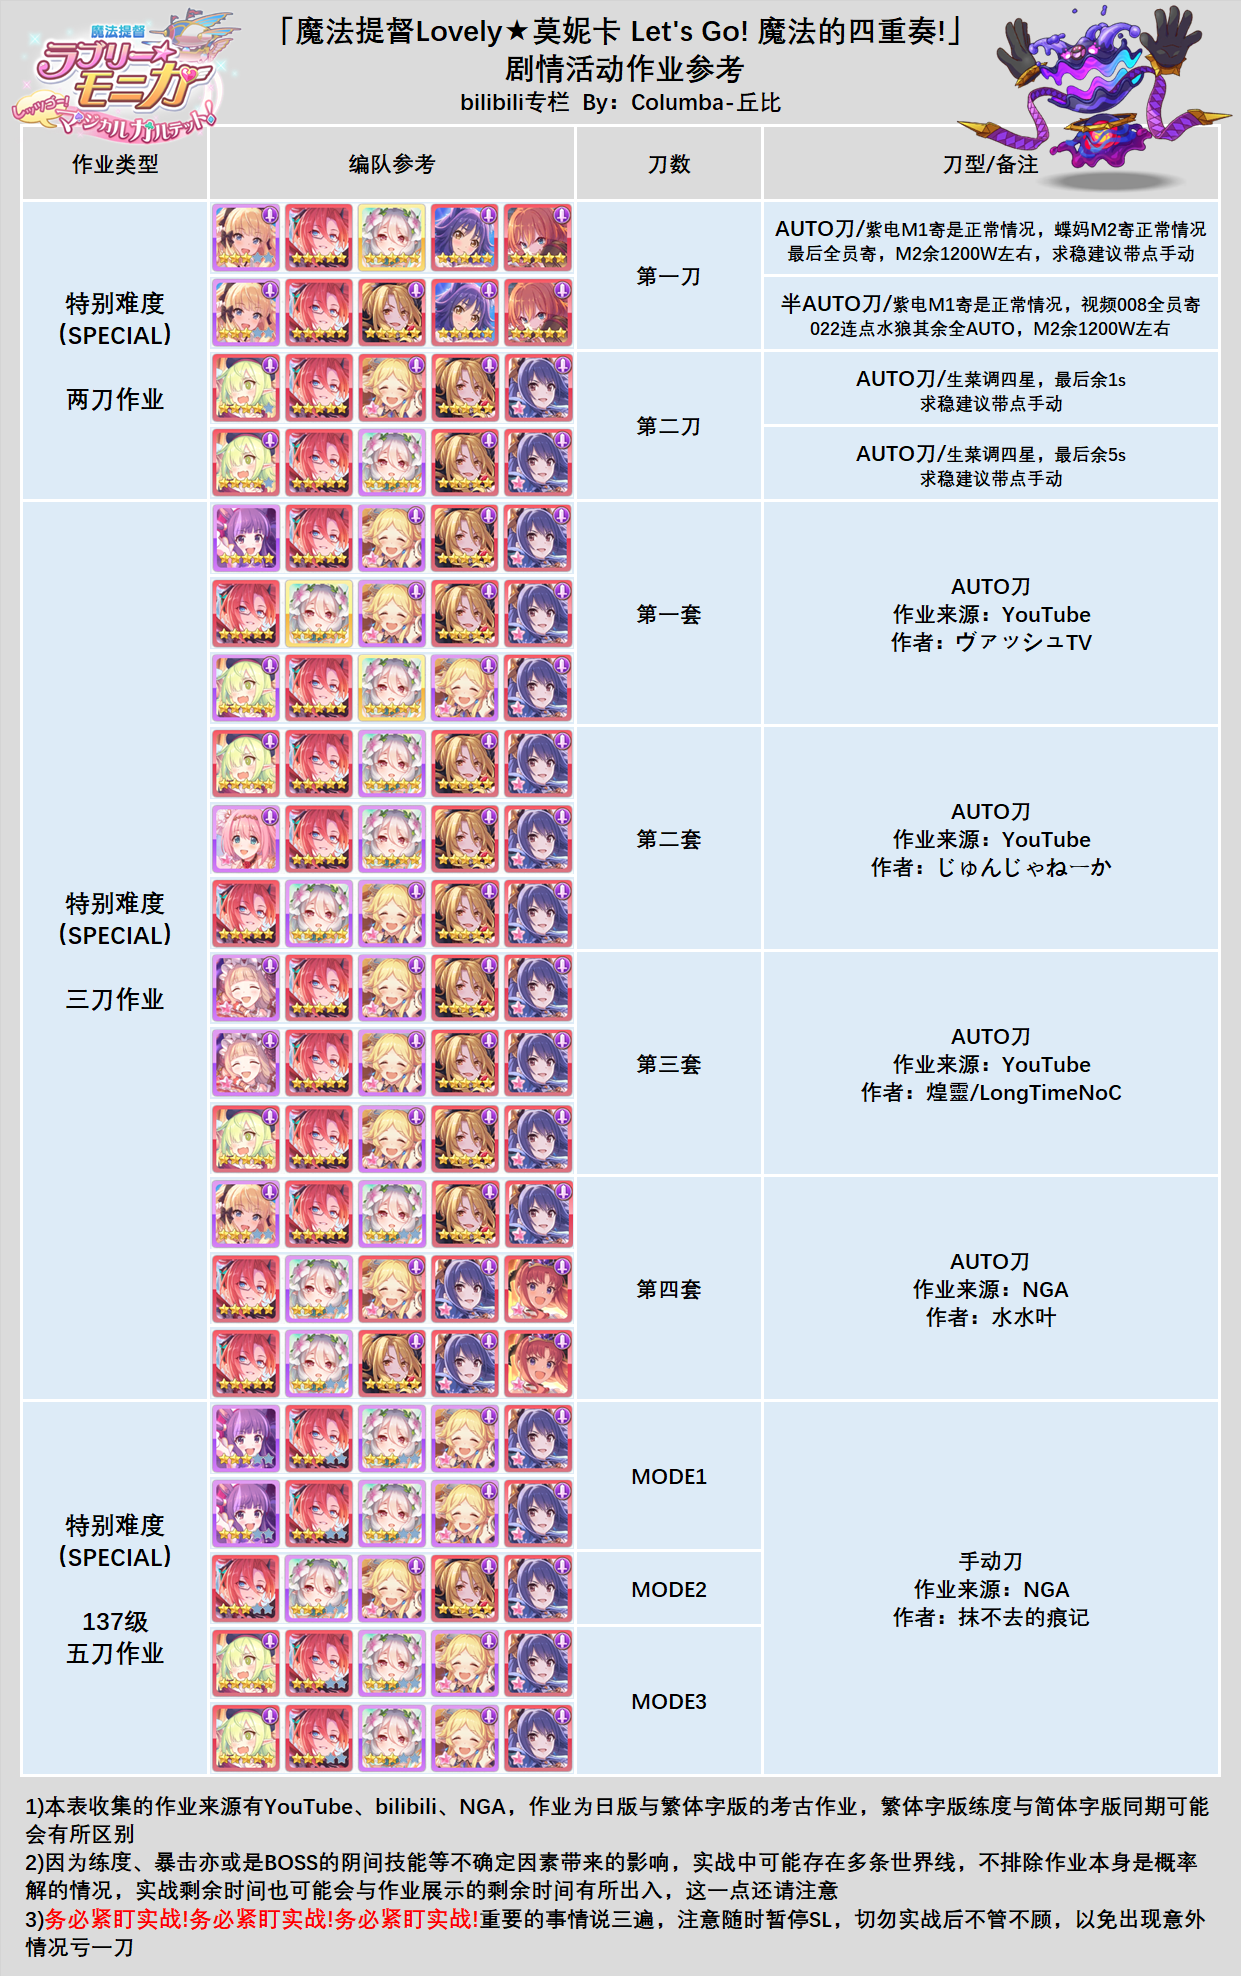 魔法提督
ラブリー★
モニカ
レッツゴー!
マジカルカルテット!
「魔法提督Lovely★莫妮卡 Let's Go! 魔法的四重奏!」
剧情活动作业参考
bilibili专栏 By：Columba-丘比
作业类型 编队参考 刀数 刀型/备注
特别难度
(SPECIAL)
两刀作业
第一刀
AUTO刀/紫电M1寄是正常情况，蝶妈M2寄正常情况
最后全员寄，M2余1200W左右，求稳建议带点手动
半AUTO刀/紫电M1寄是正常情况，视频008全员寄
022连点水狼其余全AUTO，M2余1200W左右
第二刀
AUTO刀/生菜调四星，最后余1s
求稳建议带点手动
AUTO刀/生菜调四星，最后余5s
求稳建议带点手动
特别难度
(SPECIAL)
三刀作业
第一套
AUTO刀
作业来源：YouTube
作者：ヴァッシュTV
第二套
AUTO刀
作业来源：YouTube
作者：じゅんじゃねーか
第三套
AUTO刀
作业来源：YouTube
作者：煌靈/LongTimeNoC
第四套
AUTO刀
作业来源：NGA
作者：水水叶
特别难度
(SPECIAL)
137级
五刀作业
MODE1
MODE2
MODE3
手动刀
作业来源：NGA
作者：抹不去的痕记
1)本表收集的作业来源有YouTube、bilibili、NGA，作业为日版与繁体字版的考古作业，繁体字版练度与简体字版同期可能
会有所区别
2)因为练度、暴击亦或是BOSS的阴间技能等不确定因素带来的影响，实战中可能存在多条世界线，不排除作业本身是概率
解的情况，实战剩余时间也可能会与作业展示的剩余时间有所出入，这一点还请注意
3)务必紧盯实战!务必紧盯实战!务必紧盯实战!重要的事情说三遍，注意随时暂停SL，切勿实战后不管不顾，以免出现意外
情况亏一刀